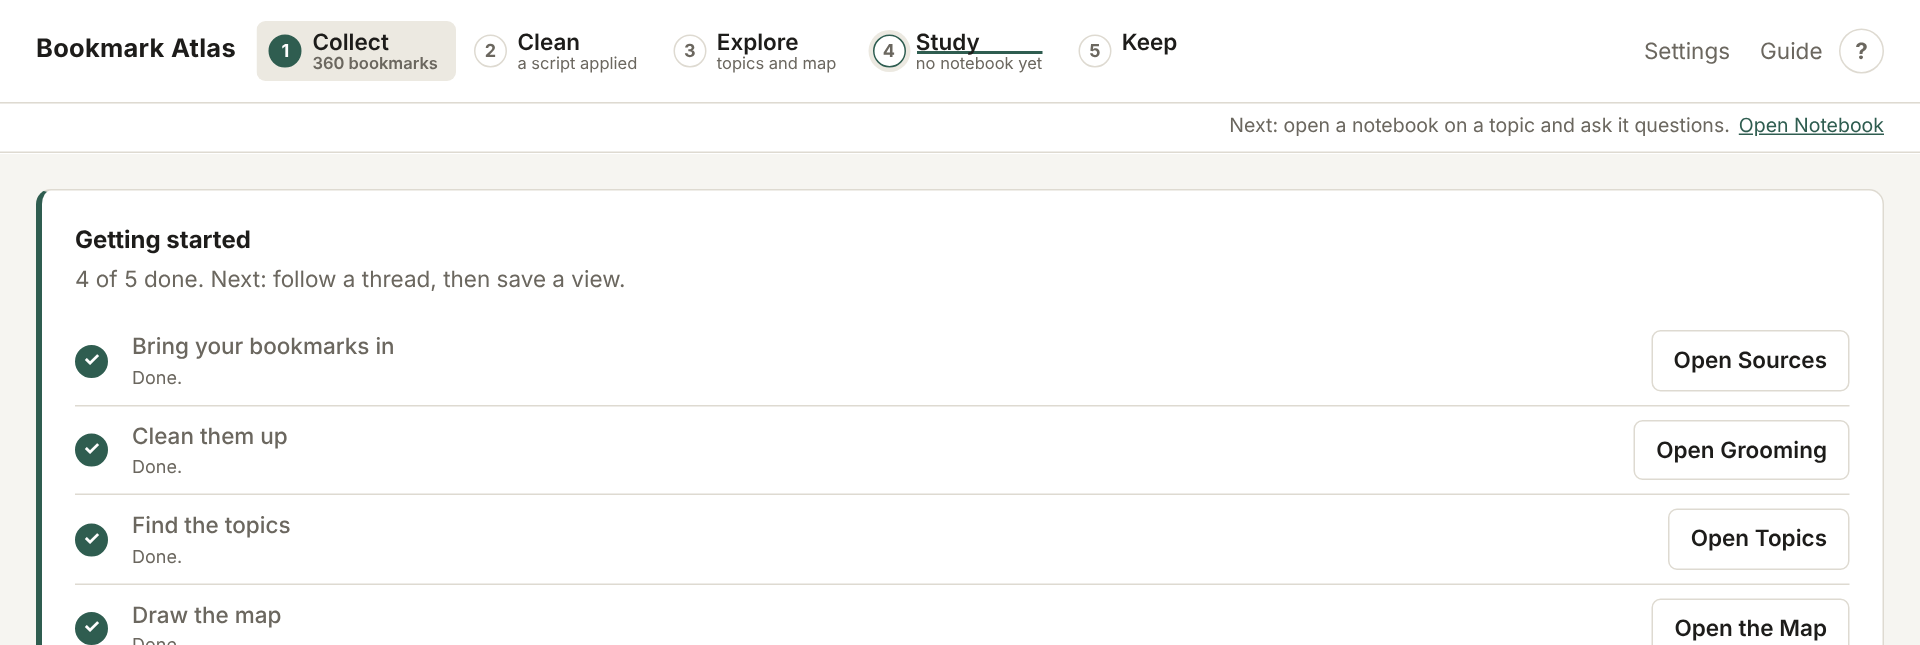 Bookmark Atlas
1 Collect
360 bookmarks
2 Clean
a script applied
3 Explore
topics and map
4 Study
no notebook yet
5 Keep
Settings
Guide
?
Next: open a notebook on a topic and ask it questions. Open Notebook
Getting started
4 of 5 done. Next: follow a thread, then save a view.
Bring your bookmarks in
Done.
Open Sources
Clean them up
Done.
Open Grooming
Find the topics
Done.
Open Topics
Draw the map
Done.
Open the Map